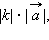 |k| · |a⃗|,